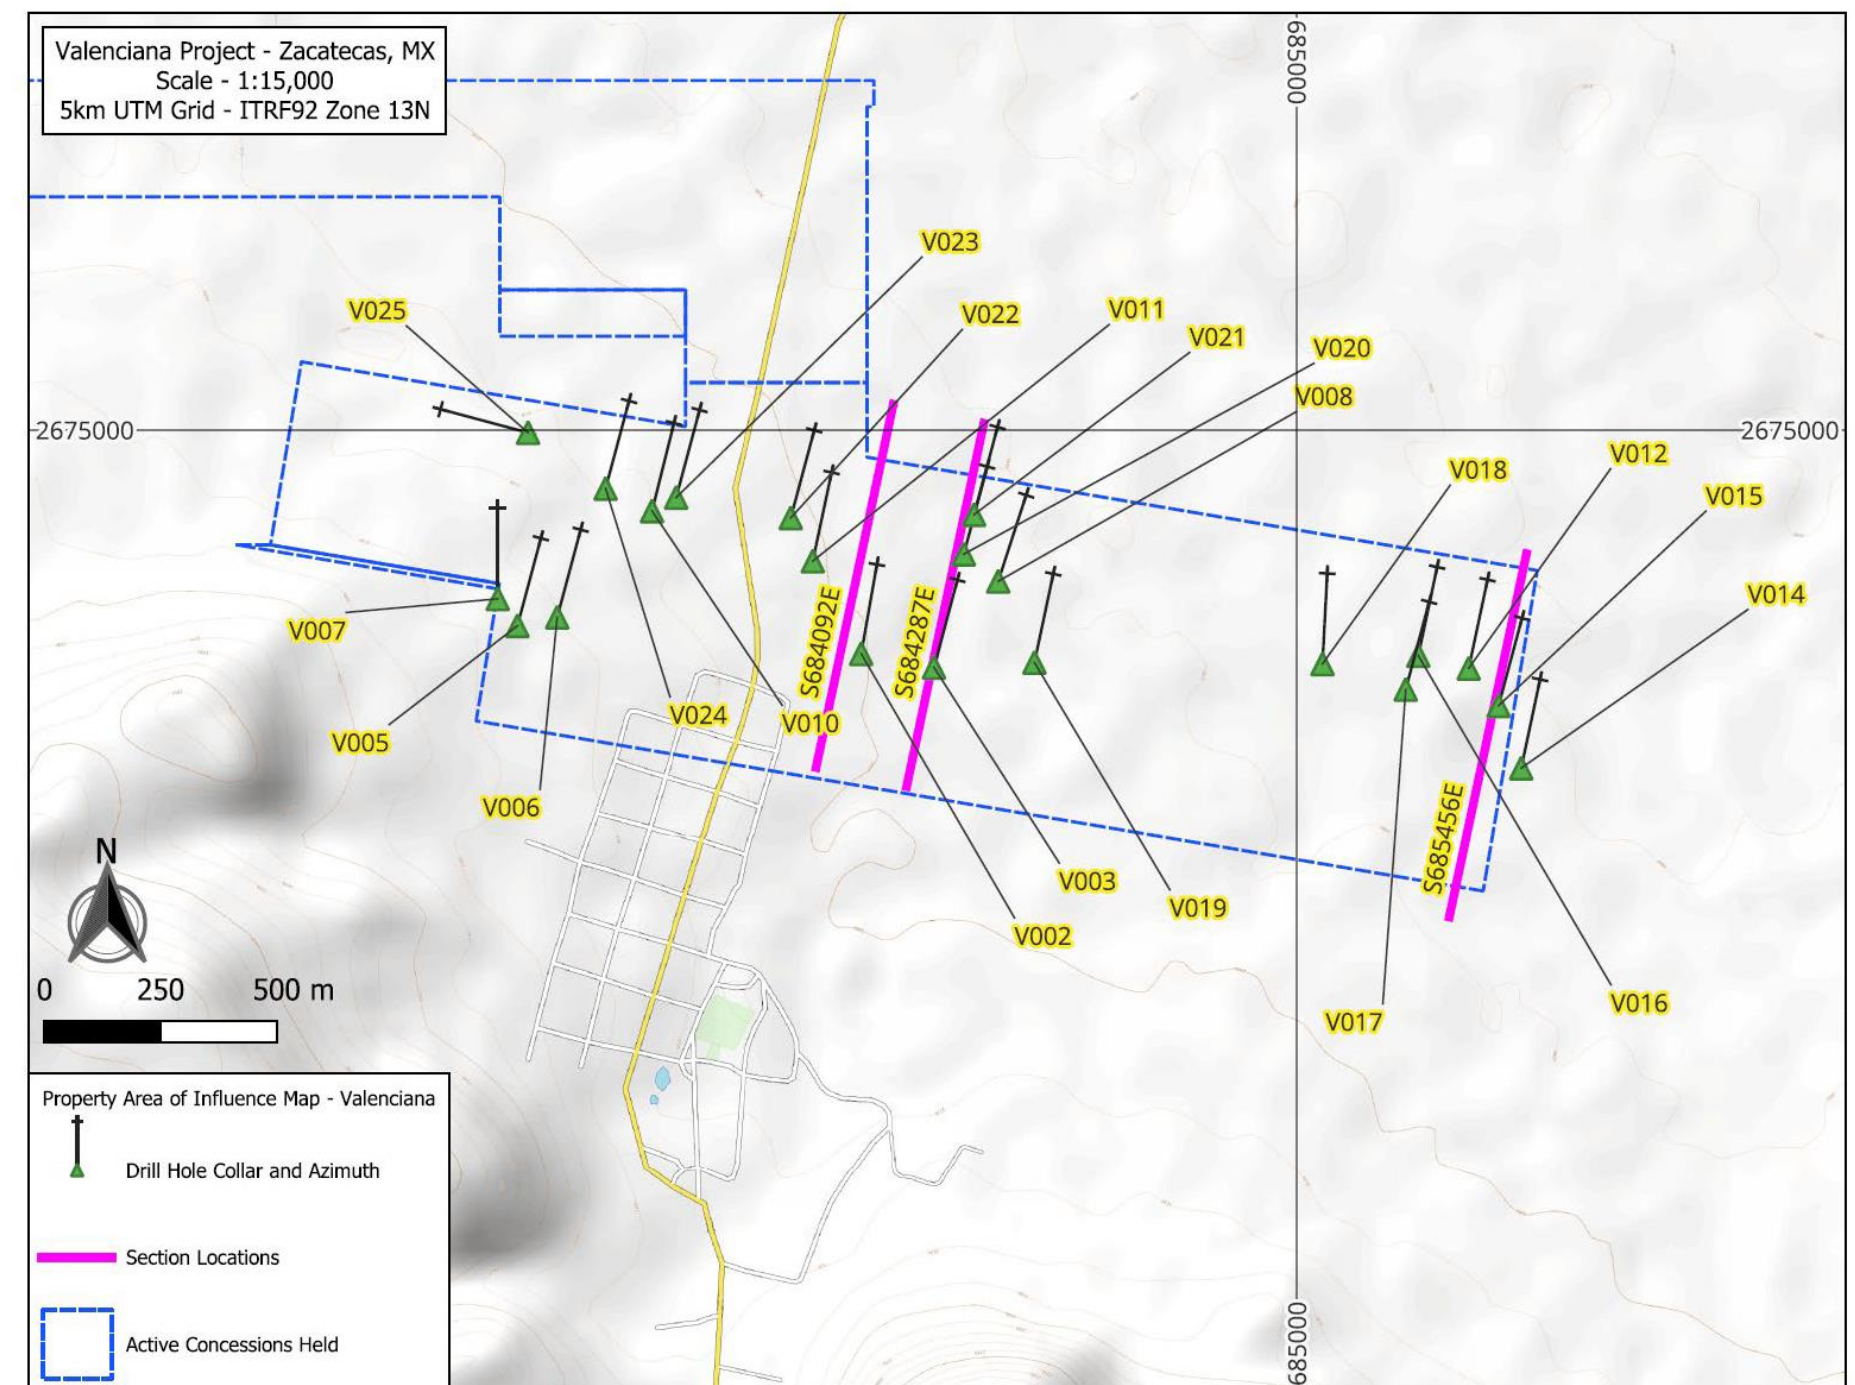 Valenciana Project - Zacatecas, MX
Scale - 1:15,000
5km UTM Grid - ITRF92 Zone 13N
685000
V023
V025
V022
V011
V021
V020
V008
2675000
2675000
V012
V018
V015
V014
V007
S684092E
S684287E
V024
V010
V005
V006
S685456E
V003
V019
V002
V016
V017
N
0 250 500 m
Property Area of Influence Map - Valenciana
Drill Hole Collar and Azimuth
Section Locations
Active Concessions Held
685000